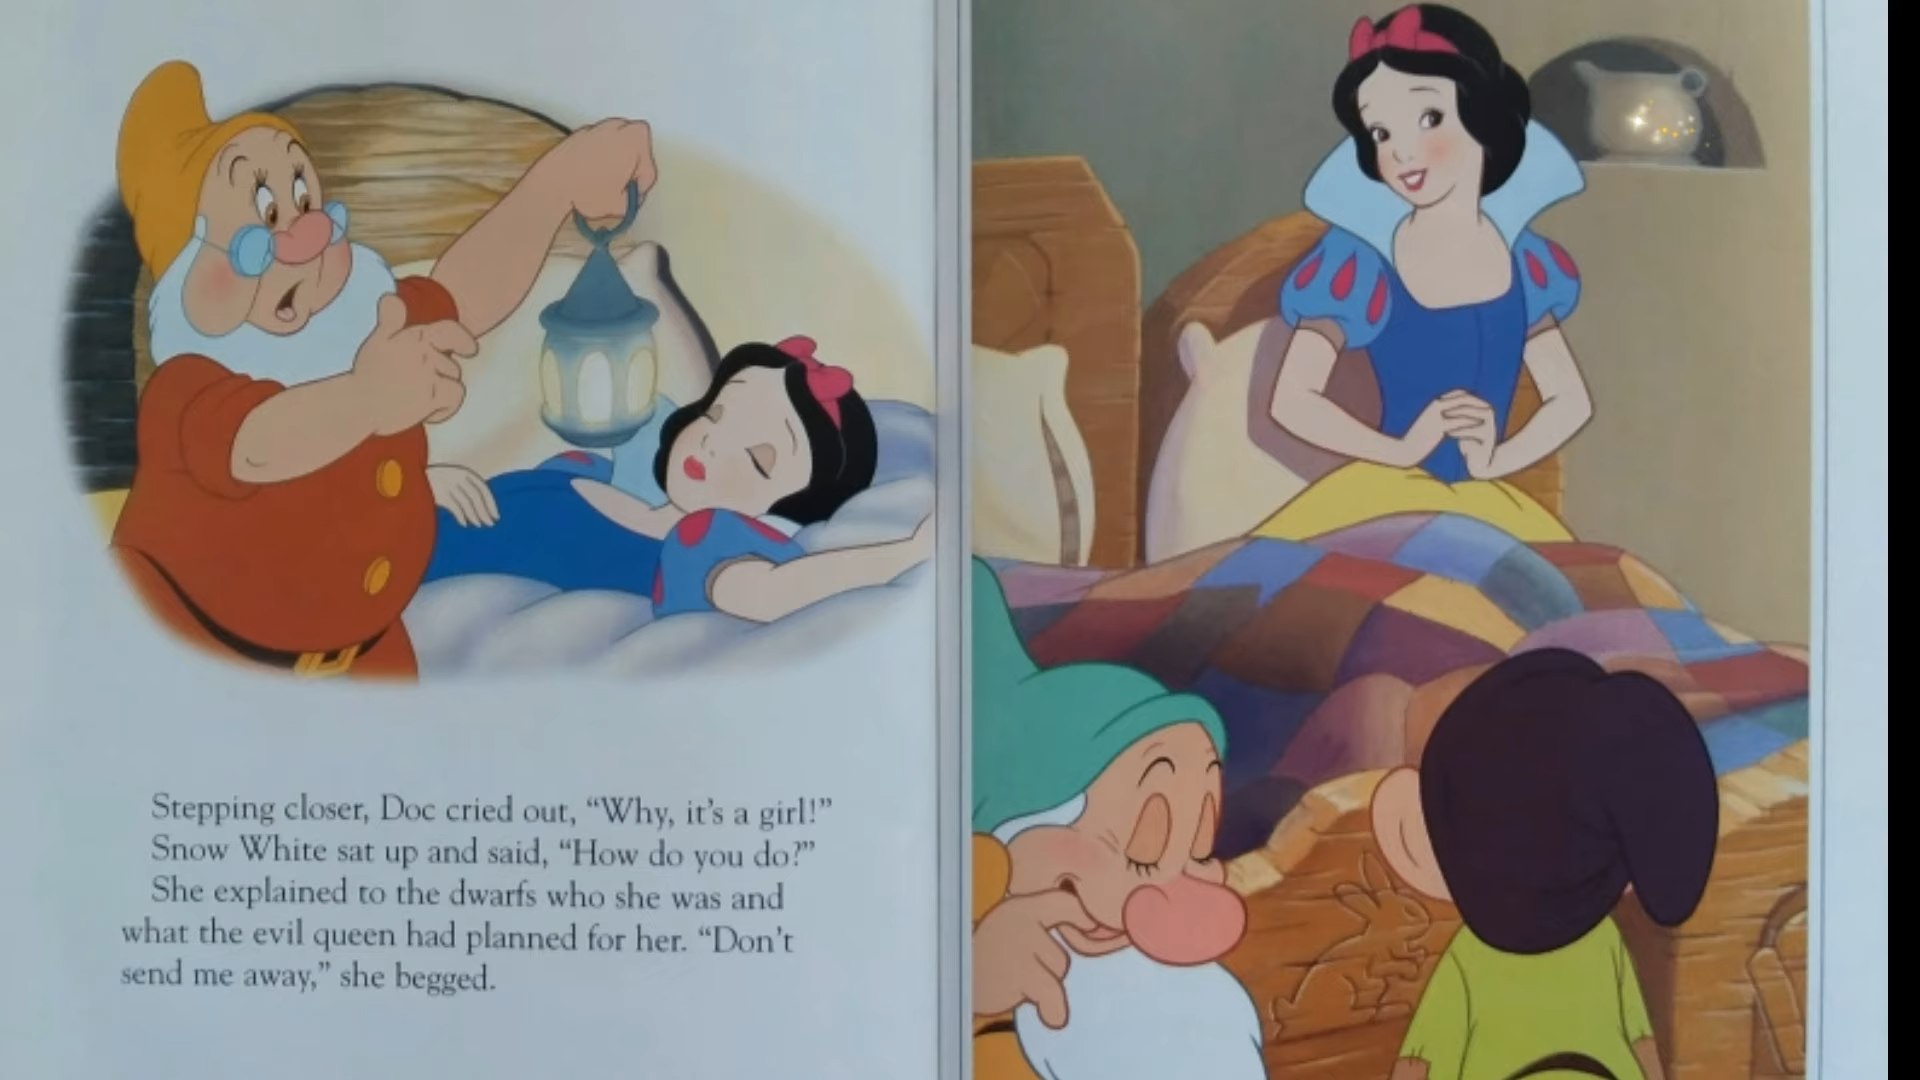 Stepping closer, Doc cried out, “Why, it’s a girl!”
Snow White sat up and said, “How do you do?”
She explained to the dwarfs who she was and
what the evil queen had planned for her. “Don’t
send me away,” she begged.